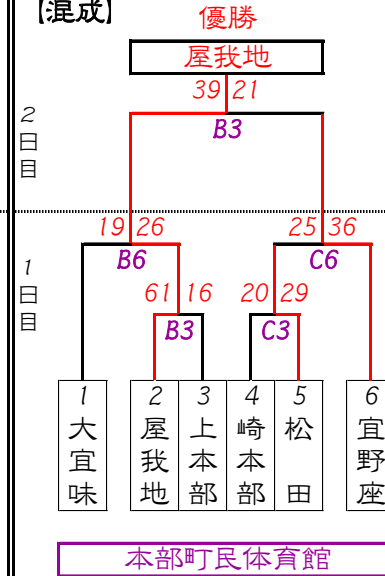 【混成】
優勝
屋我地
39 21
B3
2日目
19 26
25 36
B6
C6
1日目
61 16
20 29
B3
C3
1 大宜味
2 屋我地
3 上本部
4 崎本部
5 松田
6 宜野座
本部町民体育館